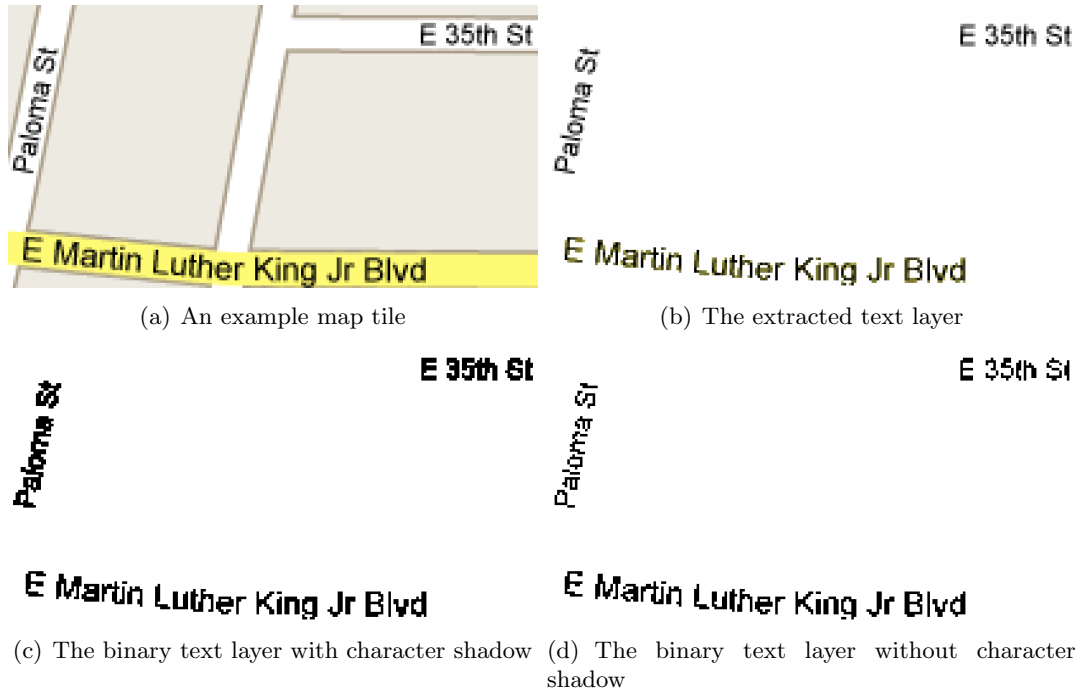 E 35th St
Paloma St
E Martin Luther King Jr Blvd
(a) An example map tile
E 35th St
Paloma St
E Martin Luther King Jr Blvd
(b) The extracted text layer
E 35th St
Paloma St
E Martin Luther King Jr Blvd
(c) The binary text layer with character shadow
E 35th St
Paloma St
E Martin Luther King Jr Blvd
(d) The binary text layer without character
shadow